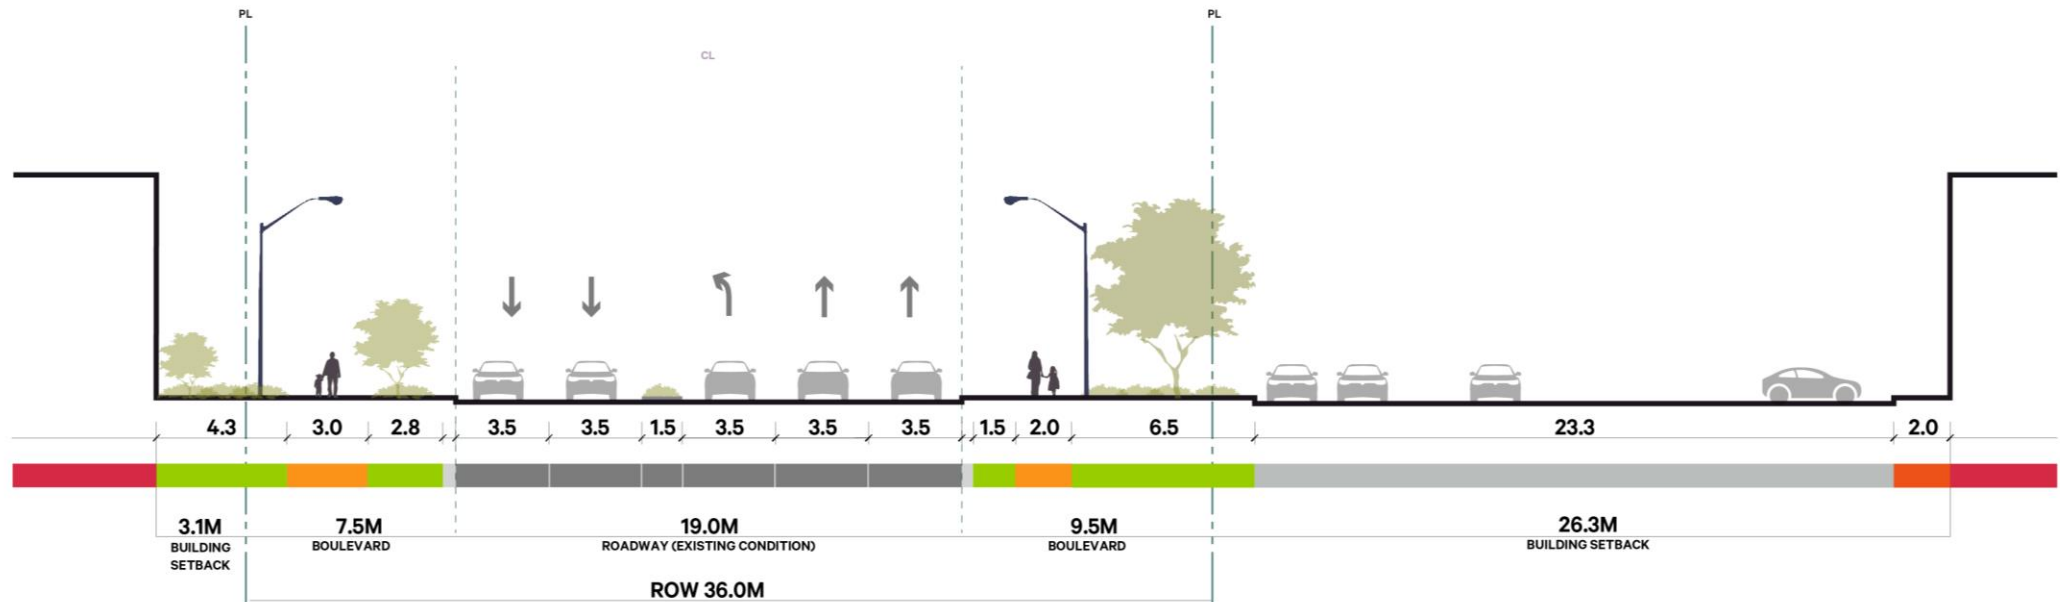 PL
PL
CL
4.3 3.0 2.8 3.5 3.5 1.5 3.5 3.5 3.5 1.5 2.0 6.5 23.3 2.0
3.1M
BUILDING
SETBACK
7.5M
BOULEVARD
19.0M
ROADWAY (EXISTING CONDITION)
9.5M
BOULEVARD
26.3M
BUILDING SETBACK
ROW 36.0M